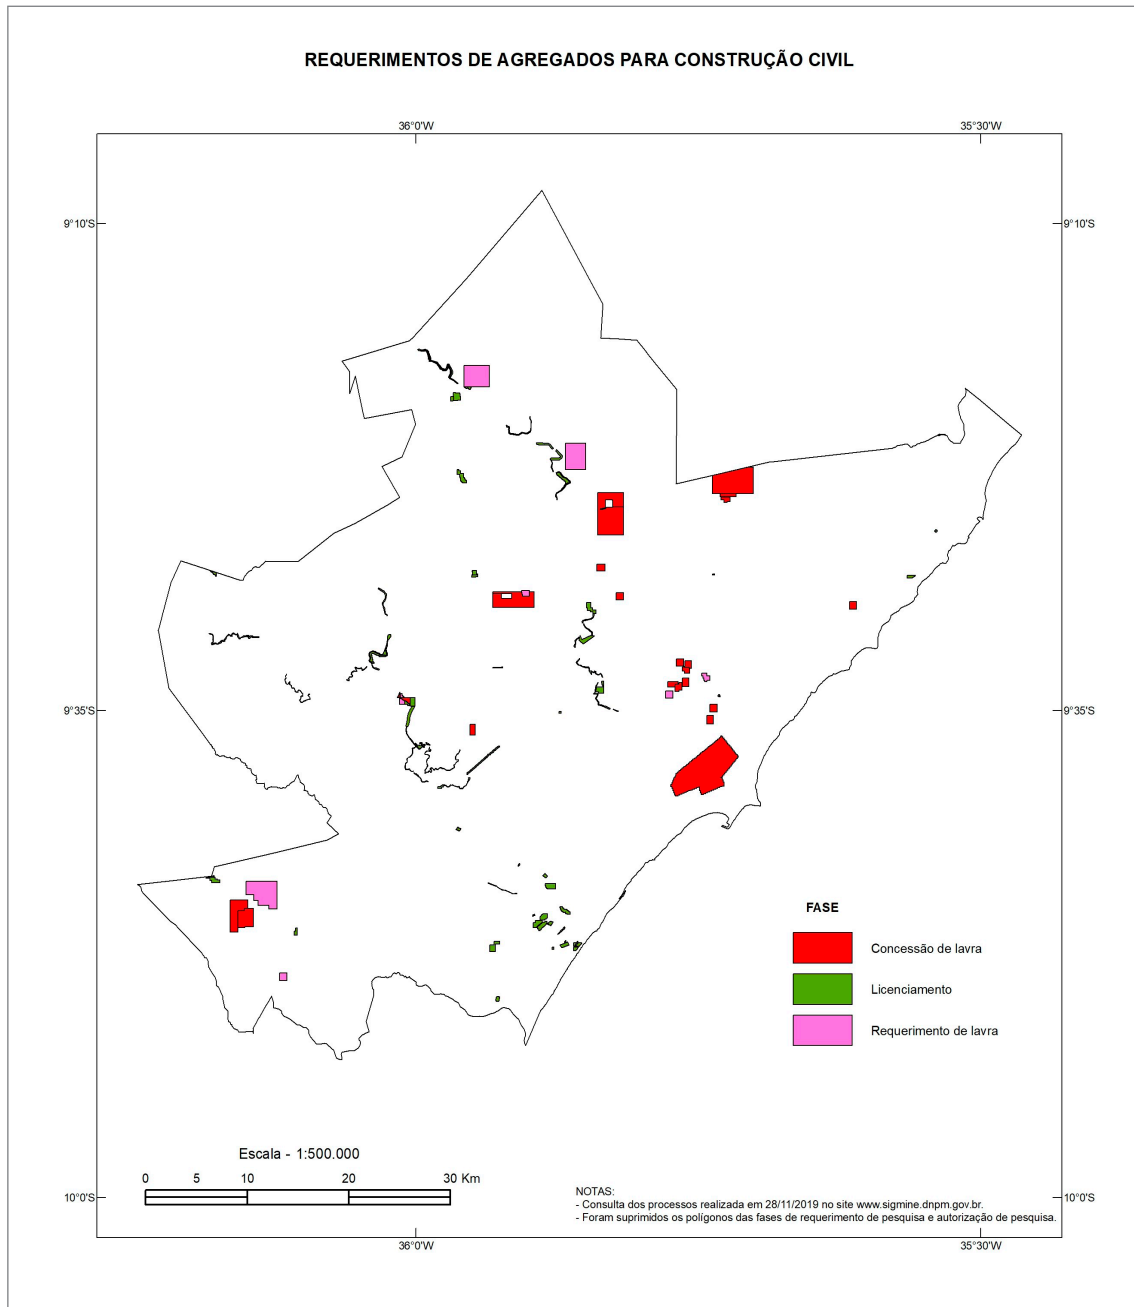 REQUERIMENTOS DE AGREGADOS PARA CONSTRUÇÃO CIVIL
36°0'W
35°30'W
9°10'S
9°10'S
9°35'S
9°35'S
FASE
Concessão de lavra
Licenciamento
Requerimento de lavra
Escala - 1:500.000
0 5 10 20 30 Km
NOTAS:
- Consulta dos processos realizada em 28/11/2019 no site www.sigmine.dnpm.gov.br.
- Foram suprimidos os polígonos das fases de requerimento de pesquisa e autorização de pesquisa.
10°0'S
10°0'S
36°0'W
35°30'W